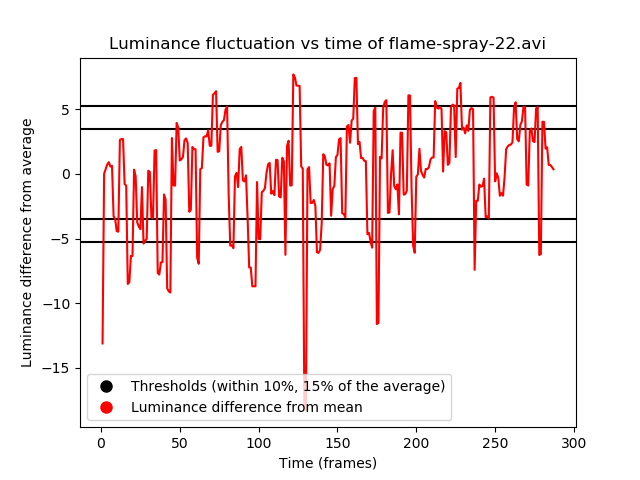 Luminance fluctuation vs time of flame-spray-22.avi
Luminance difference from average
5
0
−5
−10
−15
Thresholds (within 10%, 15% of the average)
Luminance difference from mean
0
50
100
150
200
250
300
Time (frames)